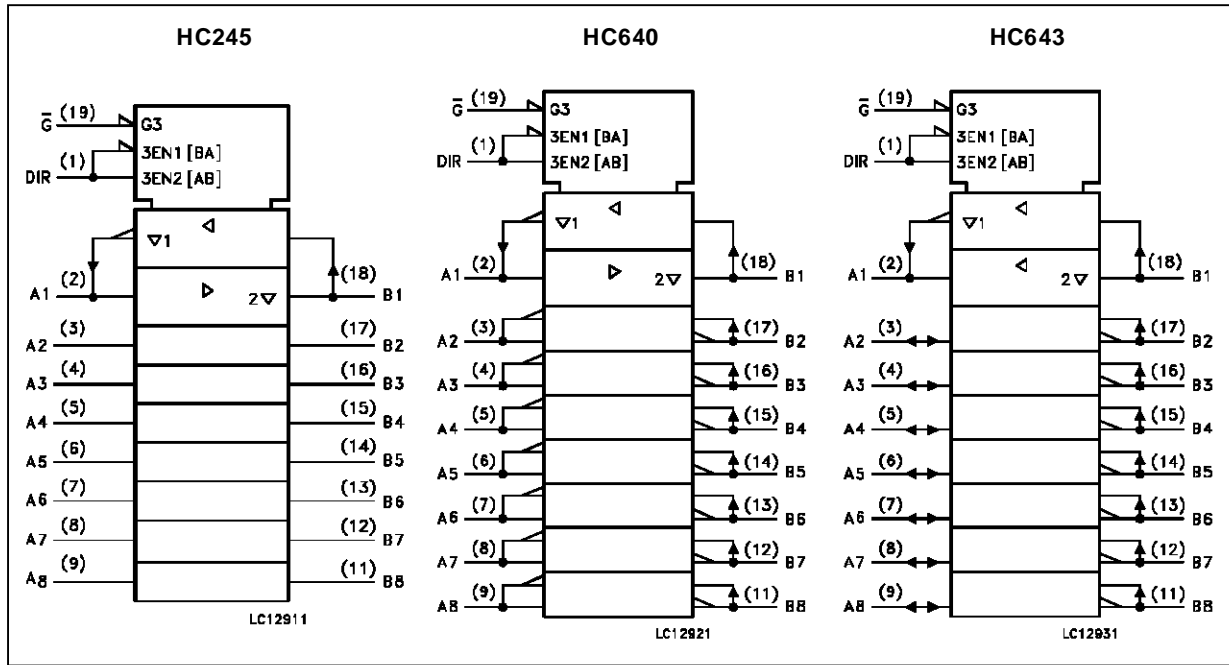 HC245
G̅ (19) G3
3EN1 [BA]
DIR (1) 3EN2 [AB]
1
A1 (2) 2 (18) B1
A2 (3) (17) B2
A3 (4) (16) B3
A4 (5) (15) B4
A5 (6) (14) B5
A6 (7) (13) B6
A7 (8) (12) B7
A8 (9) (11) B8
LC12911
HC640
G̅ (19) G3
3EN1 [BA]
DIR (1) 3EN2 [AB]
1
A1 (2) 2 (18) B1
A2 (3) (17) B2
A3 (4) (16) B3
A4 (5) (15) B4
A5 (6) (14) B5
A6 (7) (13) B6
A7 (8) (12) B7
A8 (9) (11) B8
LC12921
HC643
G̅ (19) G3
3EN1 [BA]
DIR (1) 3EN2 [AB]
1
A1 (2) 2 (18) B1
A2 (3) (17) B2
A3 (4) (16) B3
A4 (5) (15) B4
A5 (6) (14) B5
A6 (7) (13) B6
A7 (8) (12) B7
A8 (9) (11) B8
LC12931